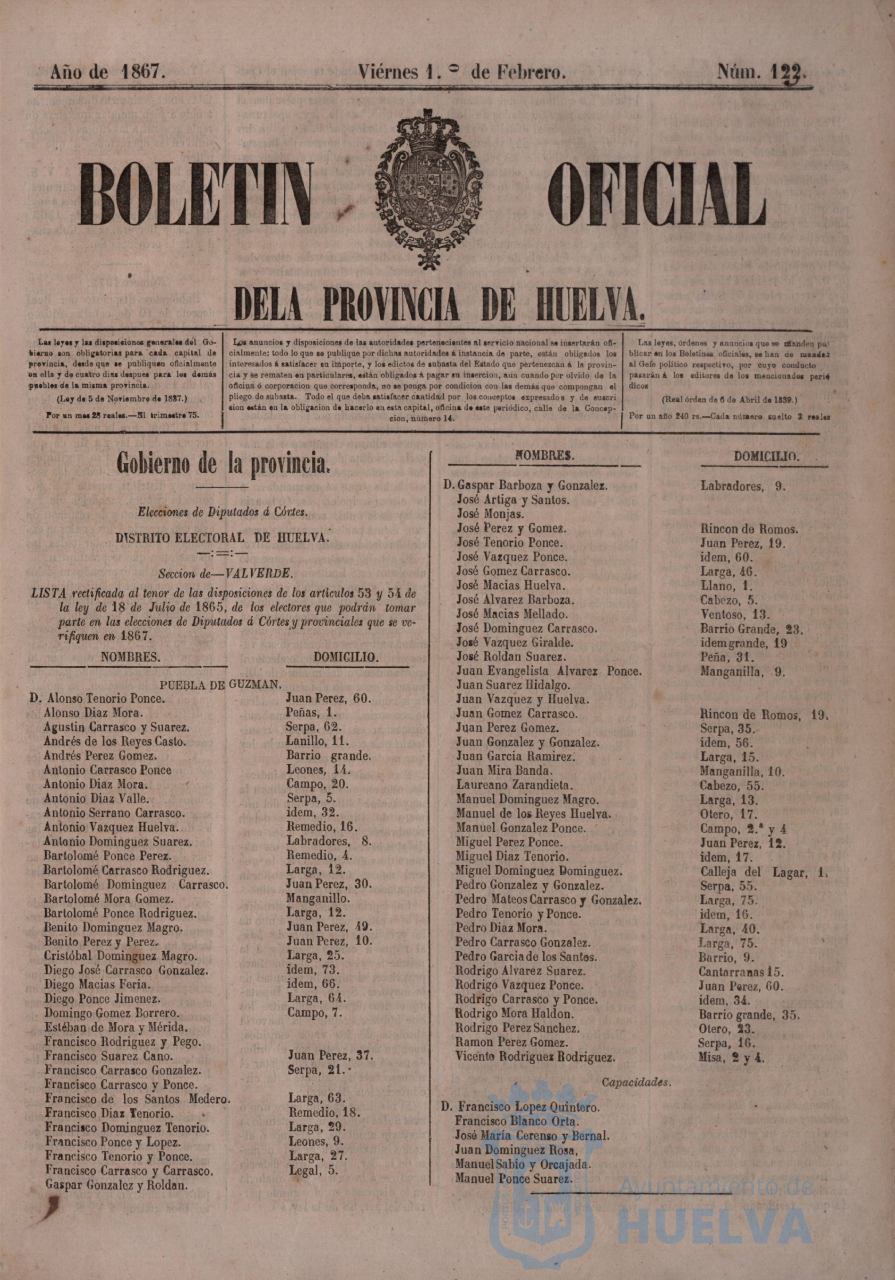 Año de 1867.
Viérnes 1.º de Febrero.
Núm. 122.
BOLETIN OFICIAL
DELA PROVINCIA DE HUELVA.
Las leyes y las disposiciones generales del Go-
bierno son obligatorias para cada capital de
provincia, desde que se publiquen oficialmente
en ella y de cuatro dias despues para los demás
pueblos de la misma provincia.
(Ley de 5 de Noviembre de 1837.)
Por un mes 28 reales.—El trimestre 75.
Los anuncios y disposiciones de las autoridades pertenecientes al servicio nacional se insertarán ofi-
cialmente; todo lo que se publique por dichas autoridades á instancia de parte, están obligados los
interesados á satisfacer su importe, y los edictos de subasta del Estado que pertenezcan á la provin-
cia y se rematen en particulares, están obligados á pagar su insercion, aun cuando por olvido, de la
oficina ó corporacion que corresponda, no se ponga por condicion con las demás que compongan el
pliego de subasta. Todo el que deba satisfacer cantidad por los conceptos expresados y de suscri
sion están en la obligacion de hacerlo en esta capital, oficina de este periódico, calle de la Concep-
cion, número 14.
Las leyes, órdenes y anuncios que se manden pu
blicar en los Boletines oficiales, se han de mandar
al Gefe político respectivo, por cuyo conducto
pasarán á los editores de los mencionados perió
dicos
(Real órden de 6 de Abril de 1839.)
Por un año 240 rs.—Cada número suelto 2 reales
Gobierno de la provincia.
Elecciones de Diputados á Córtes.
DISTRITO ELECTORAL DE HUELVA.
Seccion de—VALVERDE.
LISTA rectificada al tenor de las disposiciones de los articulos 53 y 54 de
la ley de 18 de Julio de 1865, de los electores que podrán tomar
parte en las elecciones de Diputados á Córtes y provinciales que se ve-
rifiquen en 1867.
NOMBRES. DOMICILIO.
PUEBLA DE GUZMAN.
D. Alonso Tenorio Ponce. Juan Perez, 60.
Alonso Diaz Mora. Peñas, 1.
Agustin Carrasco y Suarez. Serpa, 62.
Andrés de los Reyes Casto. Lanillo, 11.
Andrés Perez Gomez. Barrio grande.
Antonio Carrasco Ponce Leones, 14.
Antonio Diaz Mora. Campo, 20.
Antonio Diaz Valle. Serpa, 5.
Antonio Serrano Carrasco. idem, 32.
Antonio Vazquez Huelva. Remedio, 16.
Antonio Dominguez Suarez. Labradores, 8.
Bartolomé Ponce Perez. Remedio, 4.
Bartolomé Carrasco Rodriguez. Larga, 12.
Bartolomé Dominguez Carrasco. Juan Perez, 30.
Bartolomé Mora Gomez. Manganillo.
Bartolomé Ponce Rodriguez. Larga, 12.
Benito Dominguez Magro. Juan Perez, 49.
Benito Perez y Perez. Juan Perez, 10.
Cristóbal Dominguez Magro. Larga, 25.
Diego José Carrasco Gonzalez. idem, 73.
Diego Macias Feria. idem, 66.
Diego Ponce Jimenez. Larga, 64.
Domingo Gomez Borrero. Campo, 7.
Estéban de Mora y Mérida.
Francisco Rodriguez y Pego.
Francisco Suarez Cano. Juan Perez, 37.
Francisco Carrasco Gonzalez. Serpa, 21.
Francisco Carrasco y Ponce.
Francisco de los Santos Medero. Larga, 63.
Francisco Diaz Tenorio. Remedio, 18.
Francisco Dominguez Tenorio. Larga, 29.
Francisco Ponce y Lopez. Leones, 9.
Francisco Tenorio y Ponce. Larga, 27.
Francisco Carrasco y Carrasco. Legal, 5.
Gaspar Gonzalez y Roldan.
NOMBRES. DOMICILIO.
D. Gaspar Barboza y Gonzalez. Labradores, 9.
José Artiga y Santos.
José Monjas.
José Perez y Gomez. Rincon de Romos.
José Tenorio Ponce. Juan Perez, 19.
José Vazquez Ponce. idem, 60.
José Gomez Carrasco. Larga, 46.
José Macias Huelva. Llano, 1.
José Alvarez Barboza. Cabezo, 5.
José Macias Mellado. Ventoso, 13.
José Dominguez Carrasco. Barrio Grande, 23.
José Vazquez Giralde. idem grande, 19
José Roldan Suarez. Peña, 31.
Juan Evangelista Alvarez Ponce. Manganilla, 9.
Juan Suarez Hidalgo.
Juan Vazquez y Huelva.
Juan Gomez Carrasco. Rincon de Romos, 19.
Juan Perez Gomez. Serpa, 35.
Juan Gonzalez y Gonzalez. idem, 56.
Juan Garcia Ramirez. Larga, 15.
Juan Mira Banda. Manganilla, 10.
Laureano Zarandieta. Cabezo, 55.
Manuel Dominguez Magro. Larga, 13.
Manuel de los Reyes Huelva. Otero, 17.
Manuel Gonzalez Ponce. Campo, 2.ª y 4
Miguel Perez Ponce. Juan Perez, 12.
Miguel Diaz Tenorio. idem, 17.
Miguel Dominguez Dominguez. Calleja del Lagar, 1.
Pedro Gonzalez y Gonzalez. Serpa, 55.
Pedro Mateos Carrasco y Gonzalez. Larga, 75.
Pedro Tenorio y Ponce. idem, 16.
Pedro Diaz Mora. Larga, 40.
Pedro Carrasco Gonzalez. Larga, 75.
Pedro Garcia de los Santos. Barrio, 9.
Rodrigo Alvarez Suarez. Cantarranas 15.
Rodrigo Vazquez Ponce. Juan Perez, 60.
Rodrigo Carrasco y Ponce. idem, 34.
Rodrigo Mora Haldon. Barrio grande, 35.
Rodrigo Perez Sanchez. Otero, 23.
Ramon Perez Gomez. Serpa, 16.
Vicente Rodriguez Rodriguez. Misa, 2 y 4.
Capacidades.
D. Francisco Lopez Quintero.
Francisco Blanco Orta.
José María Cerenso y Bernal.
Juan Dominguez Rosa,
Manuel Sabio y Orcajada.
Manuel Ponce Suarez.
Ayuntamiento de
HUELVA